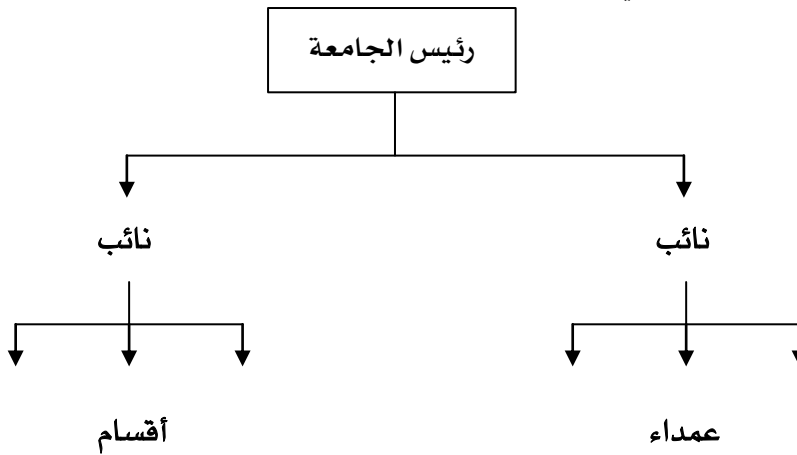 رئيس الجامعة
نائب
نائب
عمداء
أقسام